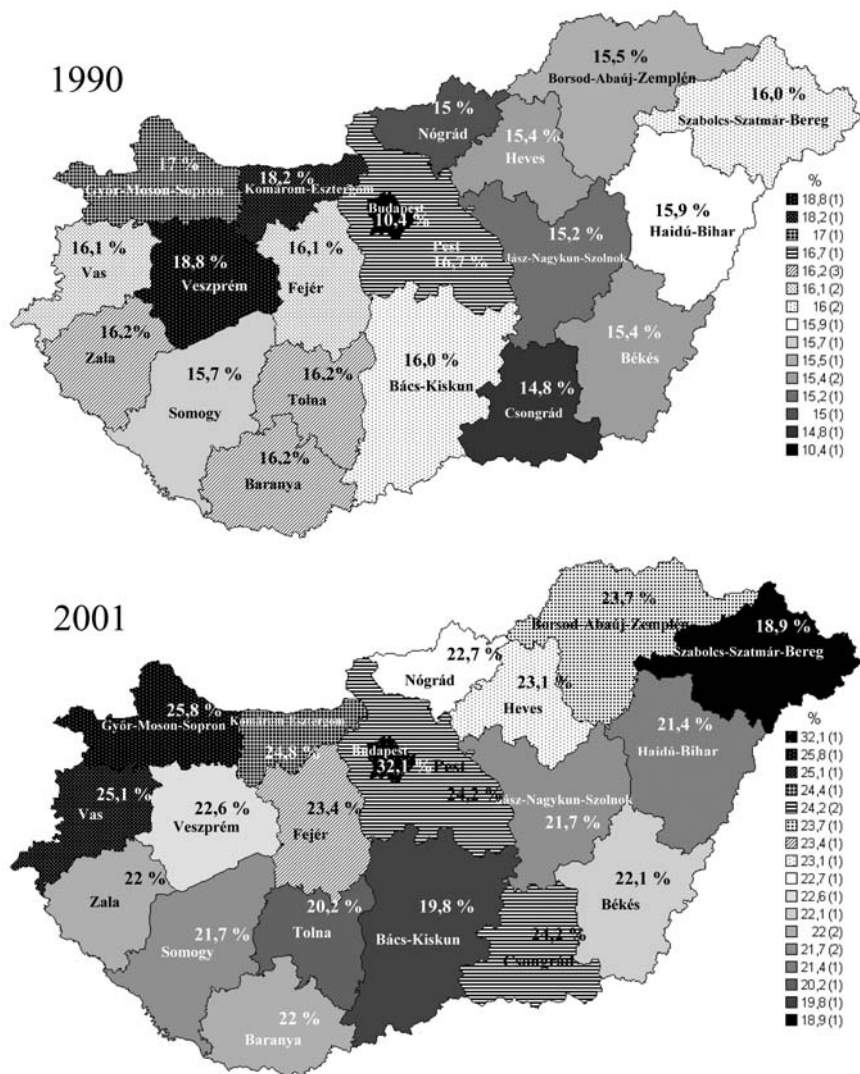 1990
15,5 %
Borsod-Abaúj-Zemplén
16,0 %
Szabolcs-Szatmár-Bereg
15 %
Nógrád
15,4 %
Heves
17 %
Győr-Moson-Sopron
18,2 %
Komárom-Esztergom
Budapest
10,4 %
Pest
16,7 %
15,9 %
Hajdú-Bihar
15,2 %
Jász-Nagykun-Szolnok
16,1 %
Vas
18,8 %
Veszprém
16,1 %
Fejér
16,2%
Zala
15,7 %
Somogy
16,2%
Tolna
16,0 %
Bács-Kiskun
14,8 %
Csongrád
15,4 %
Békés
16,2%
Baranya
%
18,8 (1)
18,2 (1)
17 (1)
16,7 (1)
16,2 (3)
16,1 (2)
16 (2)
15,9 (1)
15,7 (1)
15,5 (1)
15,4 (2)
15,2 (1)
15 (1)
14,8 (1)
10,4 (1)
2001
23,7 %
Borsod-Abaúj-Zemplén
18,9 %
Szabolcs-Szatmár-Bereg
22,7 %
Nógrád
23,1 %
Heves
25,8 %
Győr-Moson-Sopron
Komárom-Esztergom
24,8 %
Budapest
32,1 %
Pest
24,2 %
21,4 %
Hajdú-Bihar
Jász-Nagykun-Szolnok
21,7 %
25,1 %
Vas
22,6 %
Veszprém
23,4 %
Fejér
22 %
Zala
21,7 %
Somogy
20,2 %
Tolna
19,8 %
Bács-Kiskun
24,2 %
Csongrád
22,1 %
Békés
22 %
Baranya
%
32,1 (1)
25,8 (1)
25,1 (1)
24,4 (1)
24,2 (2)
23,7 (1)
23,4 (1)
23,1 (1)
22,7 (1)
22,6 (1)
22,1 (1)
22 (2)
21,7 (2)
21,4 (1)
20,2 (1)
19,8 (1)
18,9 (1)